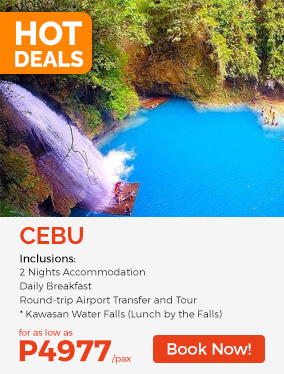 HOT
DEALS
CEBU
Inclusions:
2 Nights Accommodation
Daily Breakfast
Round-trip Airport Transfer and Tour
* Kawasan Water Falls (Lunch by the Falls)
for as low as
P4977/pax
Book Now!